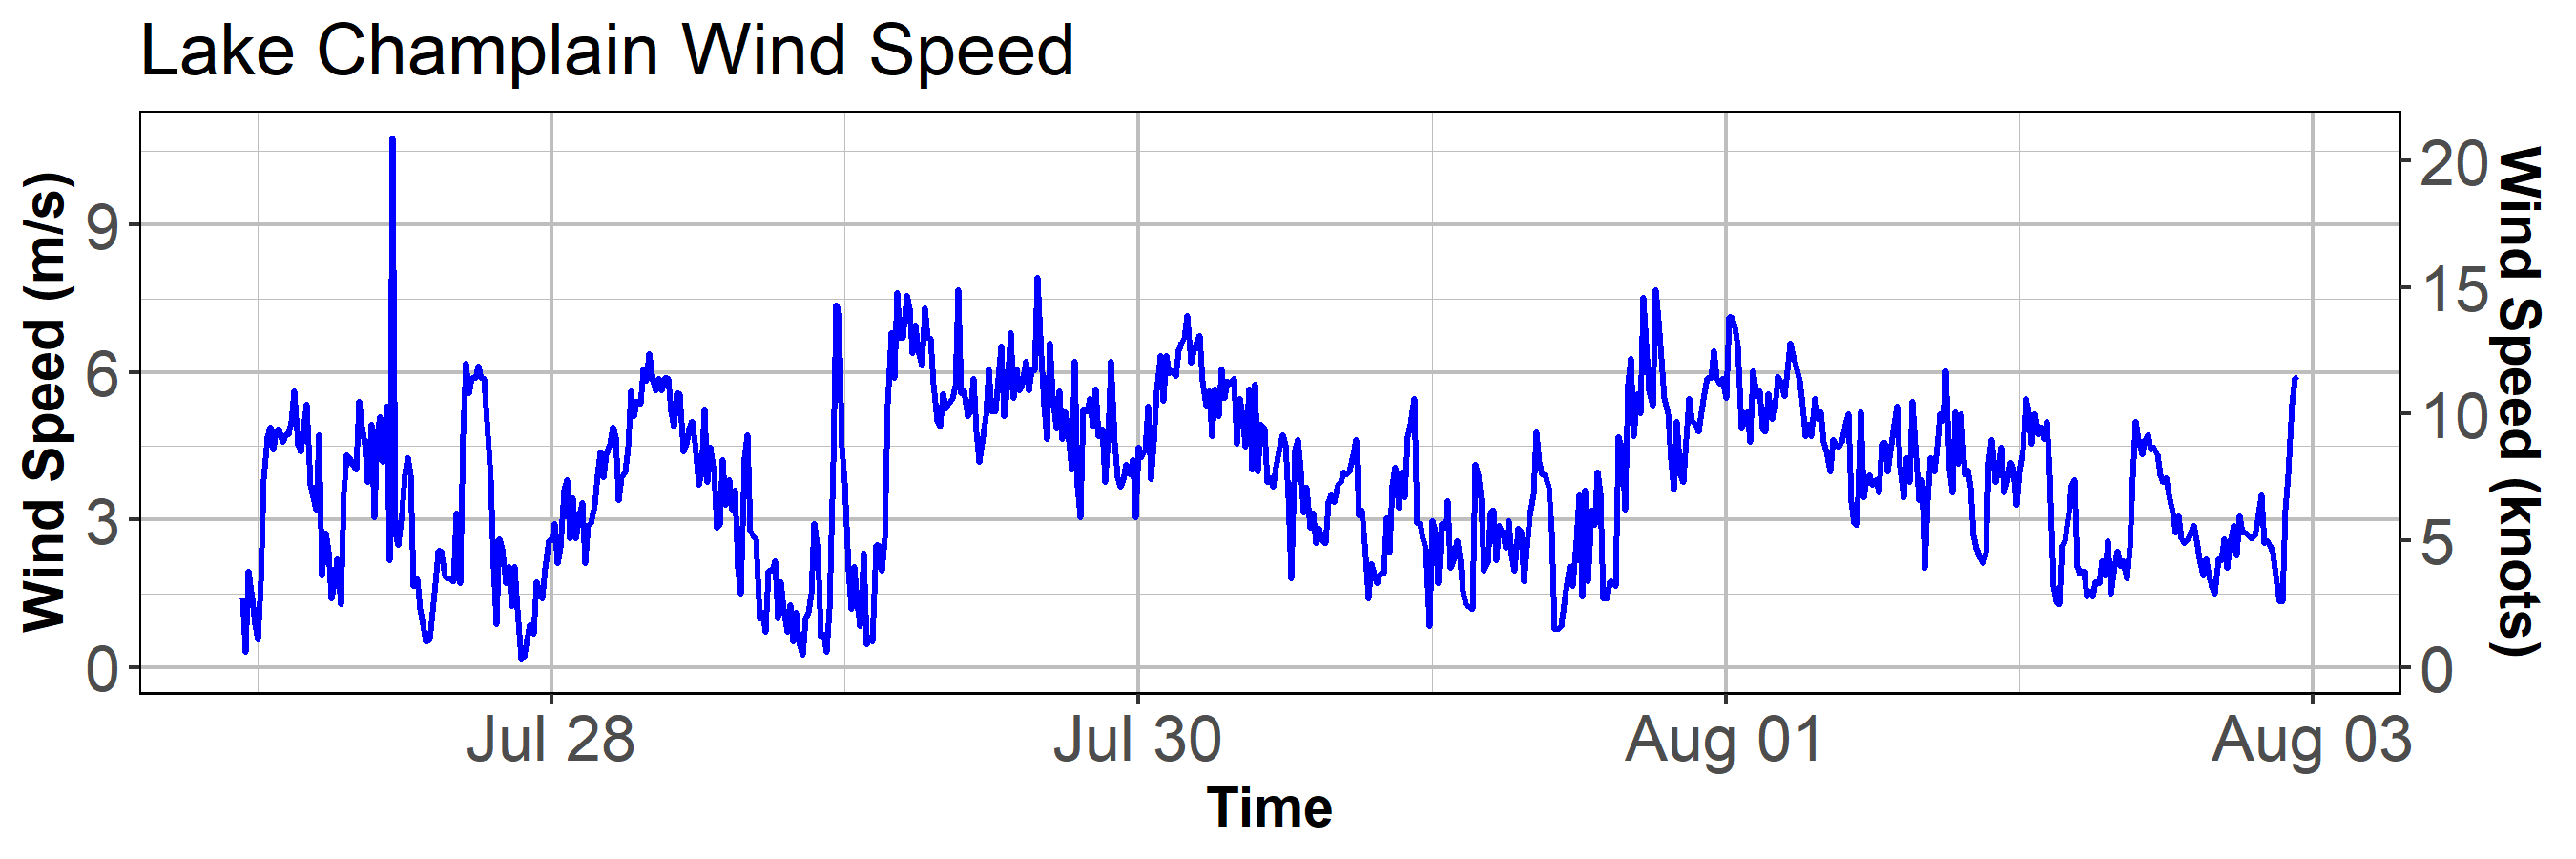 Lake Champlain Wind Speed
Wind Speed (m/s)
9
6
3
0
20
15
10
5
0
Wind Speed (knots)
Jul 28 Jul 30 Aug 01 Aug 03
Time